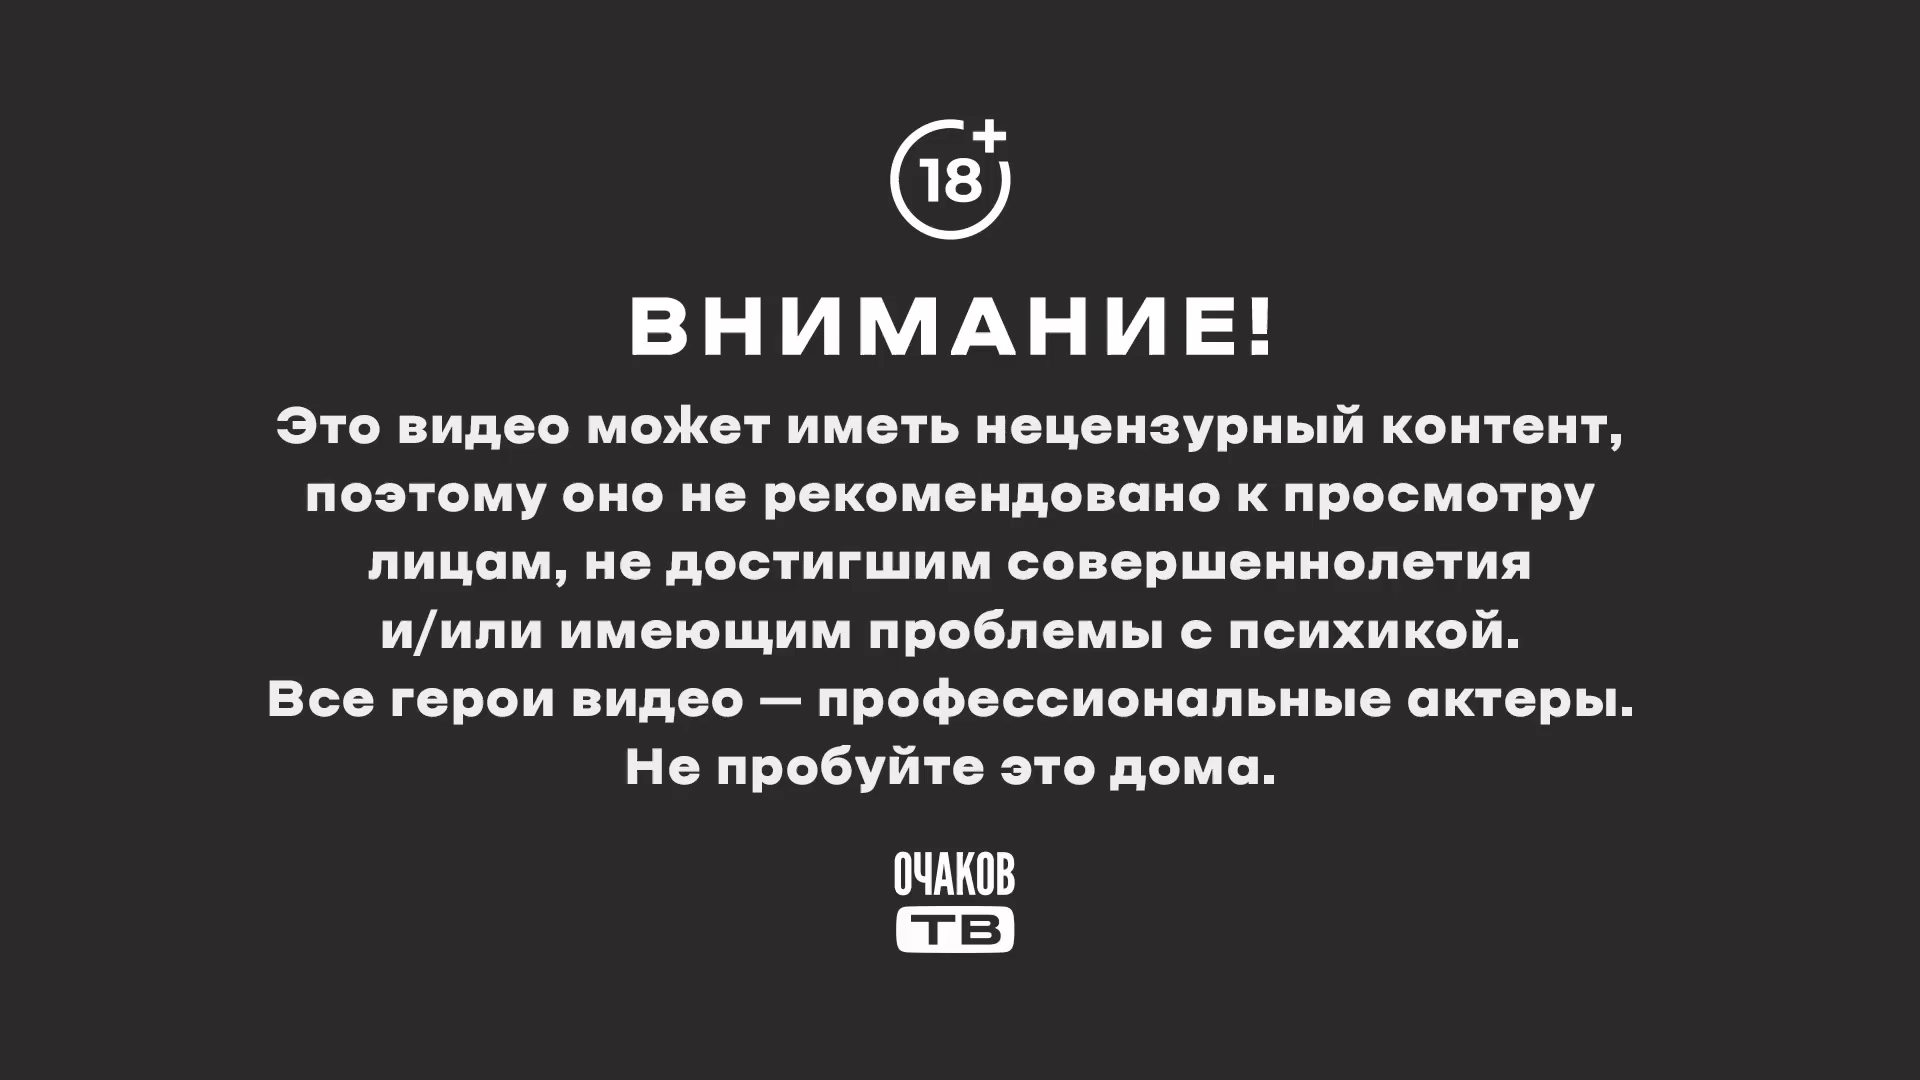 18+
ВНИМАНИЕ!
Это видео может иметь нецензурный контент,
поэтому оно не рекомендовано к просмотру
лицам, не достигшим совершеннолетия
и/или имеющим проблемы с психикой.
Все герои видео — профессиональные актеры.
Не пробуйте это дома.
ОЧАКОВ
ТВ